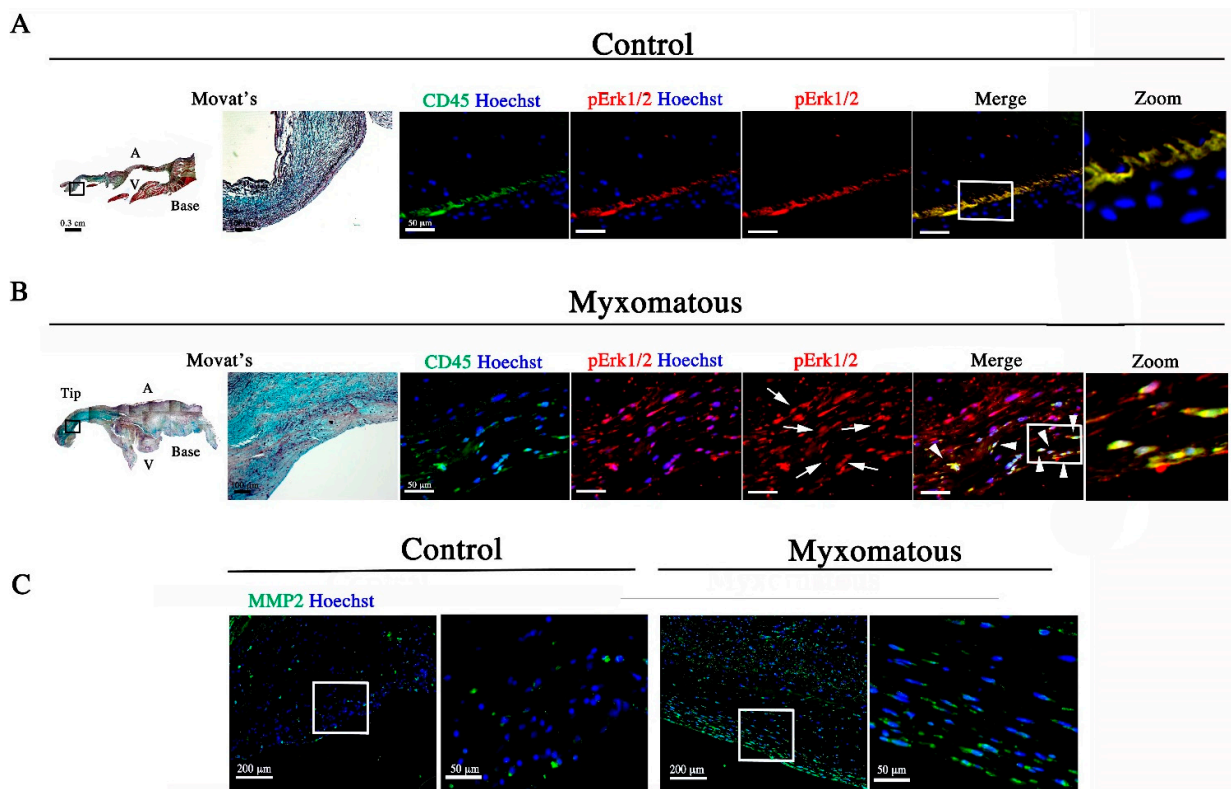 A
Control
Movat's
CD45 Hoechst
pErk1/2 Hoechst
pErk1/2
Merge
Zoom
A
V
Base
0.3 cm
50 µm
B
Myxomatous
Movat's
CD45 Hoechst
pErk1/2 Hoechst
pErk1/2
Merge
Zoom
Tip
A
V
Base
100 µm
50 µm
Control
Myxomatous
C
MMP2 Hoechst
200 µm
50 µm
200 µm
50 µm